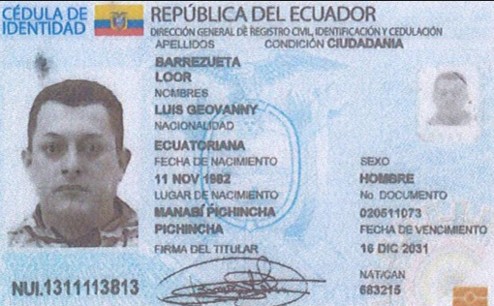 CÉDULA DE
IDENTIDAD
REPÚBLICA DEL ECUADOR
DIRECCIÓN GENERAL DE REGISTRO CIVIL, IDENTIFICACIÓN Y CEDULACIÓN
APELLIDOS
CONDICIÓN CIUDADANIA
BARREZUETA
LOOR
NOMBRES
LUIS GEOVANNY
NACIONALIDAD
ECUATORIANA
FECHA DE NACIMIENTO
11 NOV 1982
LUGAR DE NACIMIENTO
MANABÍ PICHINCHA
PICHINCHA
FIRMA DEL TITULAR
SEXO
HOMBRE
No. DOCUMENTO
020511073
FECHA DE VENCIMIENTO
16 DIC 2031
NAT/CAN
683215
NUI.1311113813